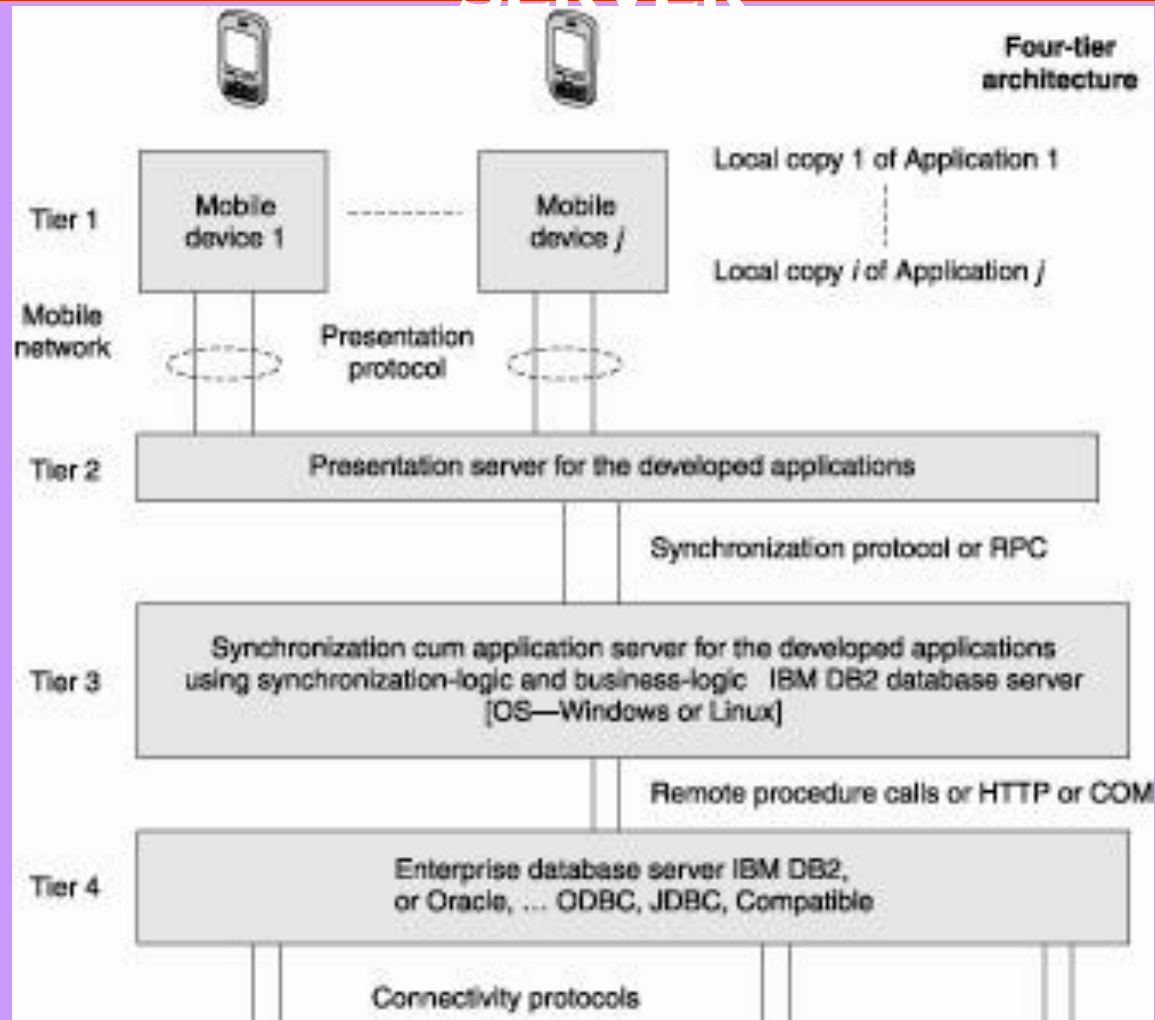 Four-tier
architecture
Tier 1
Mobile
device 1
Mobile
device j
Local copy 1 of Application 1
Local copy i of Application j
Mobile
network
Presentation
protocol
Tier 2
Presentation server for the developed applications
Synchronization protocol or RPC
Tier 3
Synchronization cum application server for the developed applications
using synchronization-logic and business-logic IBM DB2 database server
[OS—Windows or Linux]
Remote procedure calls or HTTP or COM
Tier 4
Enterprise database server IBM DB2,
or Oracle, ... ODBC, JDBC, Compatible
Connectivity protocols